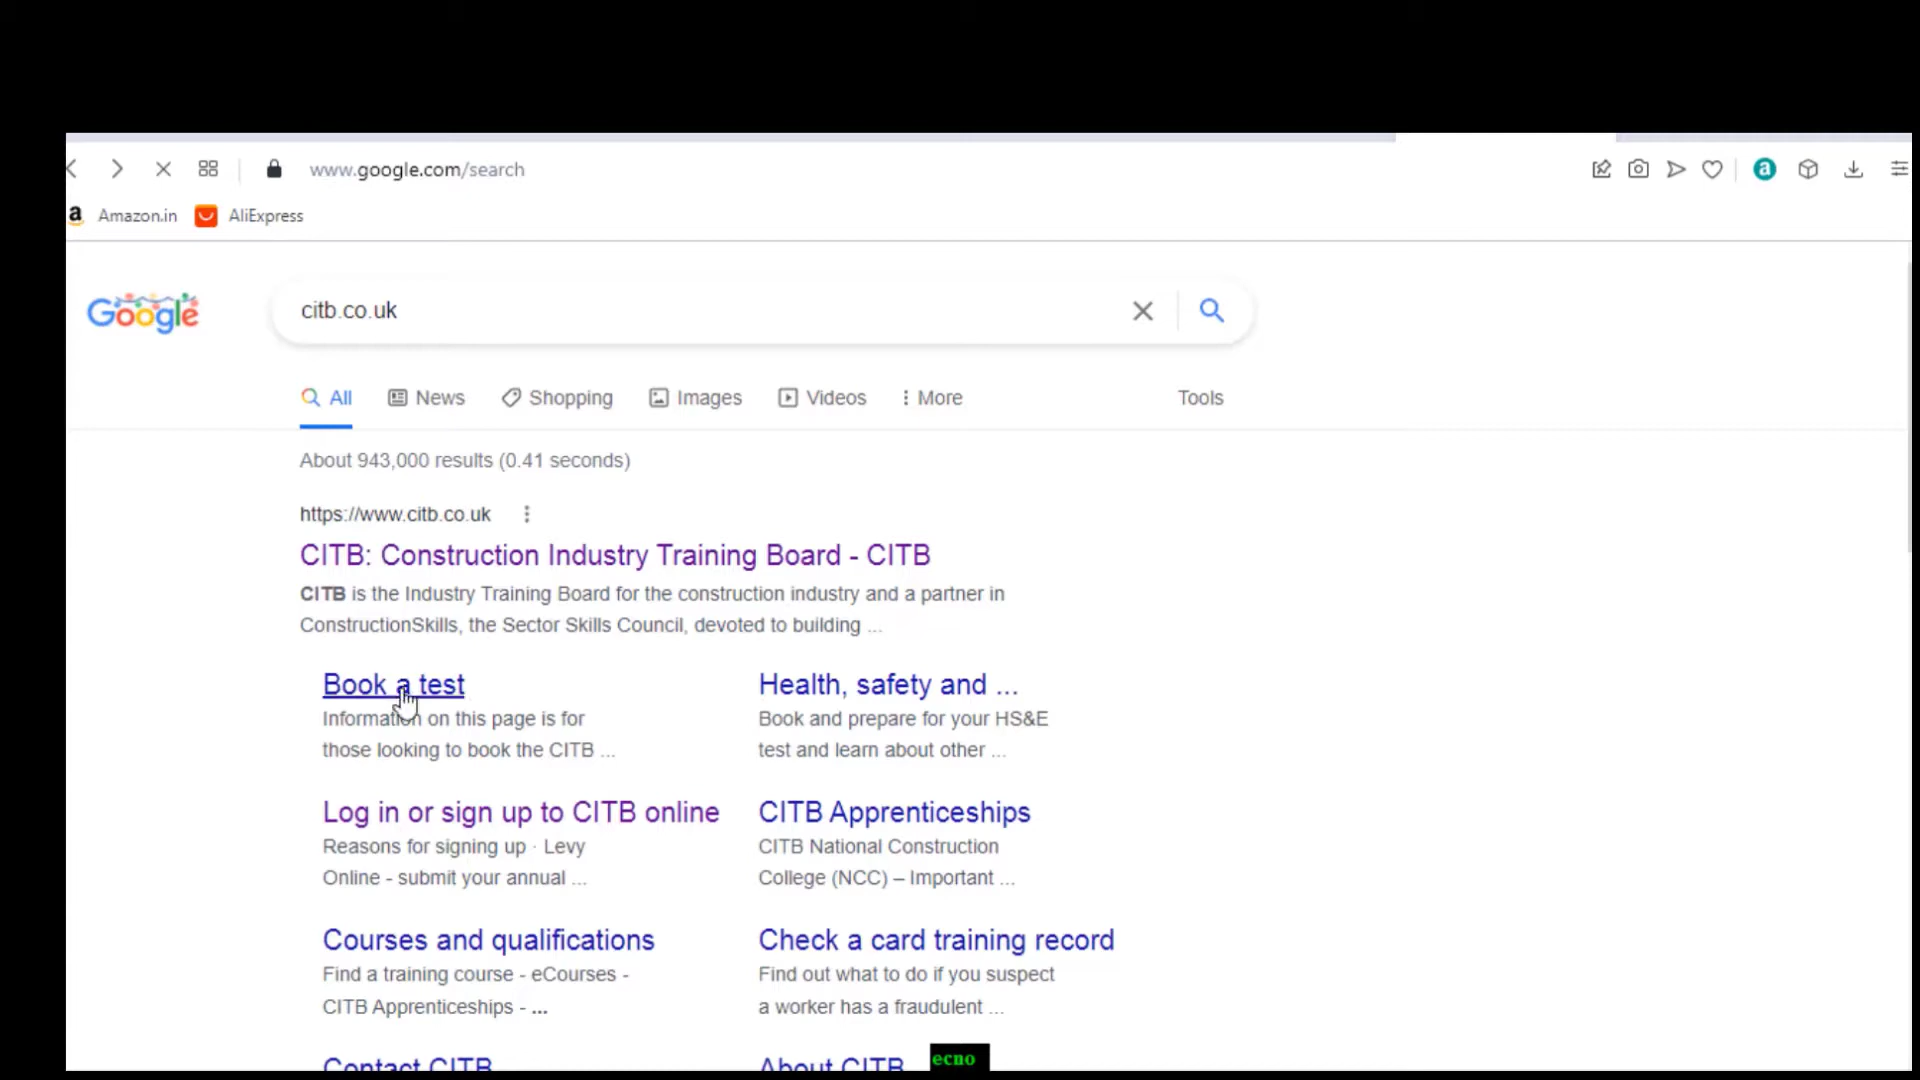 www.google.com/search
a Amazon.in AliExpress
a
Google
citb.co.uk
All News Shopping Images Videos More Tools
About 943,000 results (0.41 seconds)
https://www.citb.co.uk
CITB: Construction Industry Training Board - CITB
CITB is the Industry Training Board for the construction industry and a partner in
ConstructionSkills, the Sector Skills Council, devoted to building ...
Book a test
Information on this page is for
those looking to book the CITB ...
Health, safety and ...
Book and prepare for your HS&E
test and learn about other ...
Log in or sign up to CITB online
Reasons for signing up · Levy
Online - submit your annual ...
CITB Apprenticeships
CITB National Construction
College (NCC) – Important ...
Courses and qualifications
Find a training course - eCourses -
CITB Apprenticeships - ...
Check a card training record
Find out what to do if you suspect
a worker has a fraudulent ...
Contact CITB
About CITB
ecno